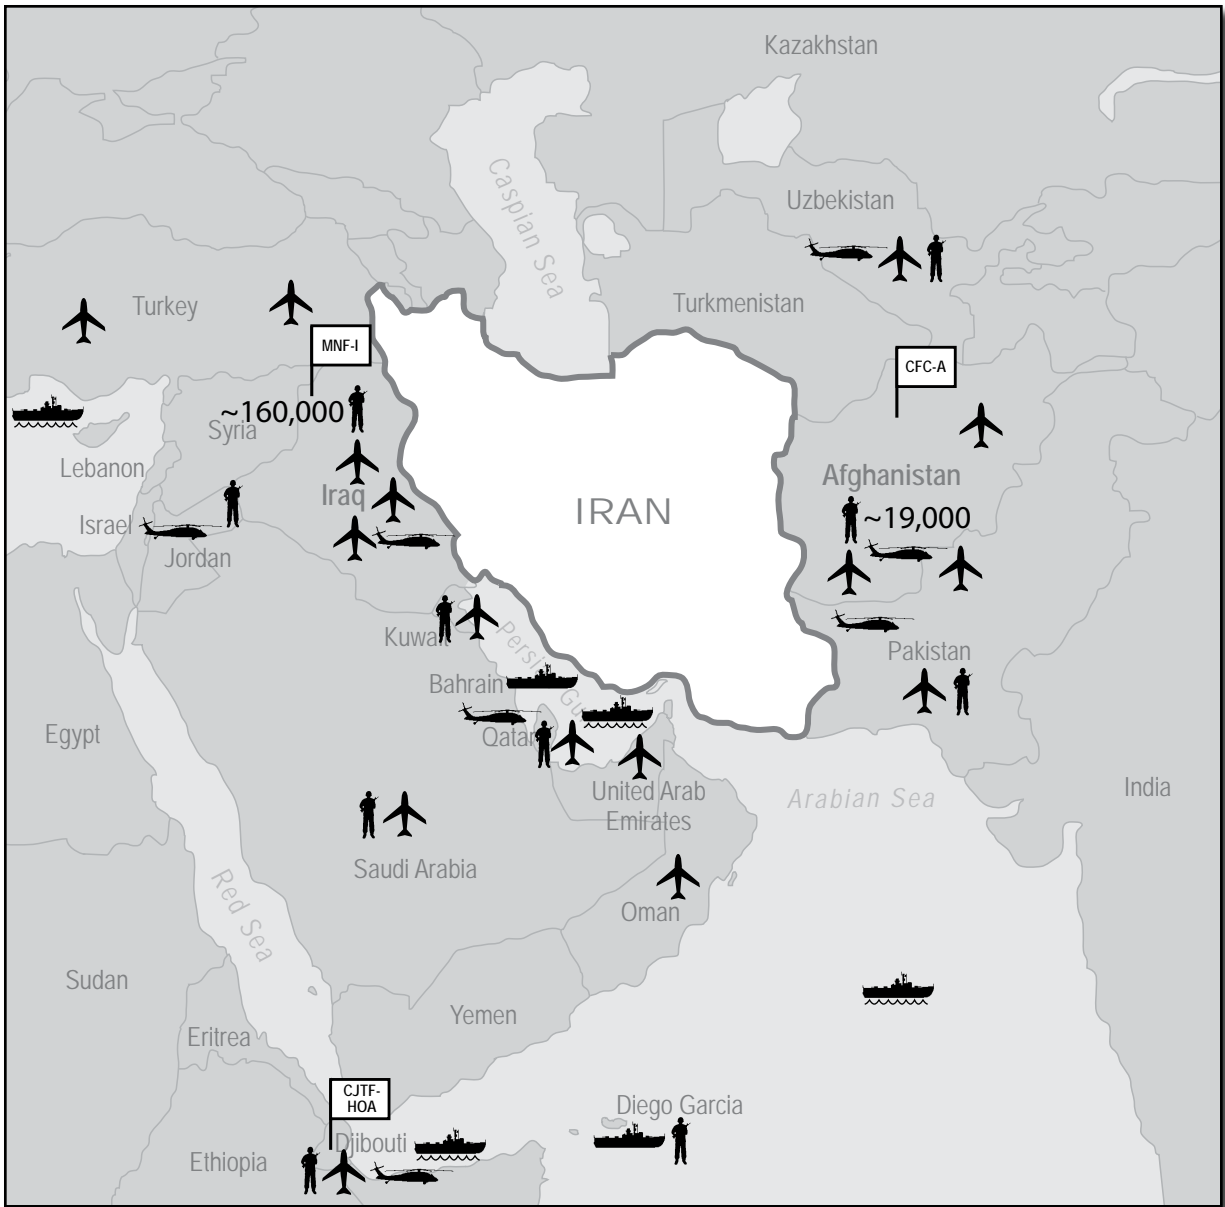 Kazakhstan
Caspian Sea
Uzbekistan
Turkey
Turkmenistan
MNF-I
CFC-A
~160,000
Syria
Lebanon
Iraq
Afghanistan
IRAN
~19,000
Israel
Jordan
Kuwait
Persian Gulf
Pakistan
Bahrain
Egypt
Qatar
United Arab
Emirates
Arabian Sea
India
Saudi Arabia
Red Sea
Oman
Sudan
Yemen
Eritrea
CJTF-
HOA
Diego Garcia
Djibouti
Ethiopia